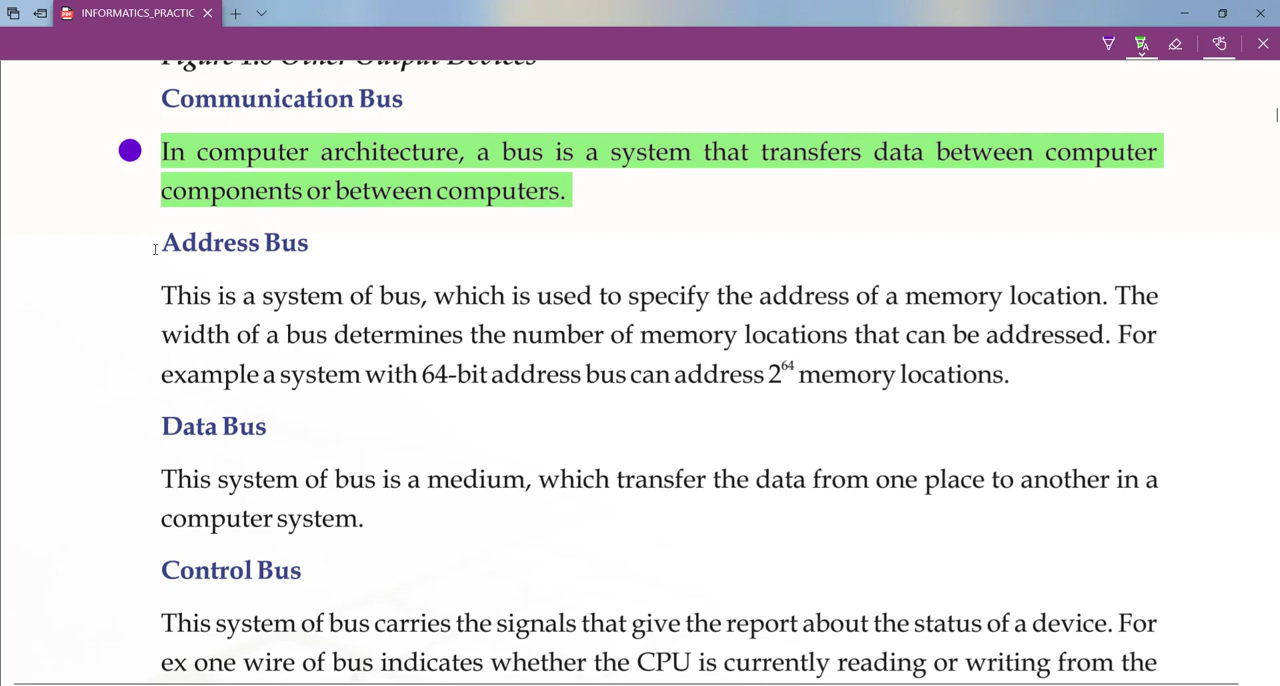 INFORMATICS_PRACTIC
Figure 1.8 Other Output Devices
Communication Bus
In computer architecture, a bus is a system that transfers data between computer
components or between computers.
Address Bus
This is a system of bus, which is used to specify the address of a memory location. The
width of a bus determines the number of memory locations that can be addressed. For
example a system with 64-bit address bus can address 2⁶⁴ memory locations.
Data Bus
This system of bus is a medium, which transfer the data from one place to another in a
computer system.
Control Bus
This system of bus carries the signals that give the report about the status of a device. For
ex one wire of bus indicates whether the CPU is currently reading or writing from the